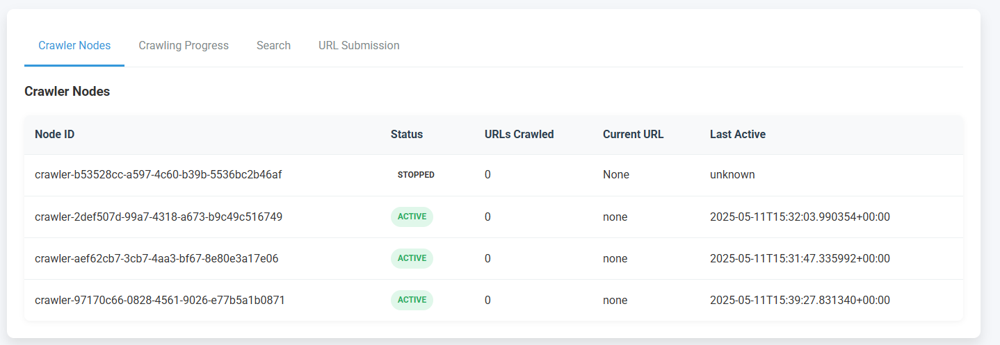 Crawler Nodes Crawling Progress Search URL Submission
Crawler Nodes
Node ID Status URLs Crawled Current URL Last Active
crawler-b53528cc-a597-4c60-b39b-5536bc2b46af STOPPED 0 None unknown
crawler-2def507d-99a7-4318-a673-b9c49c516749 ACTIVE 0 none 2025-05-11T15:32:03.990354+00:00
crawler-aef62cb7-3cb7-4aa3-bf67-8e80e3a17e06 ACTIVE 0 none 2025-05-11T15:31:47.335992+00:00
crawler-97170c66-0828-4561-9026-e77b5a1b0871 ACTIVE 0 none 2025-05-11T15:39:27.831340+00:00